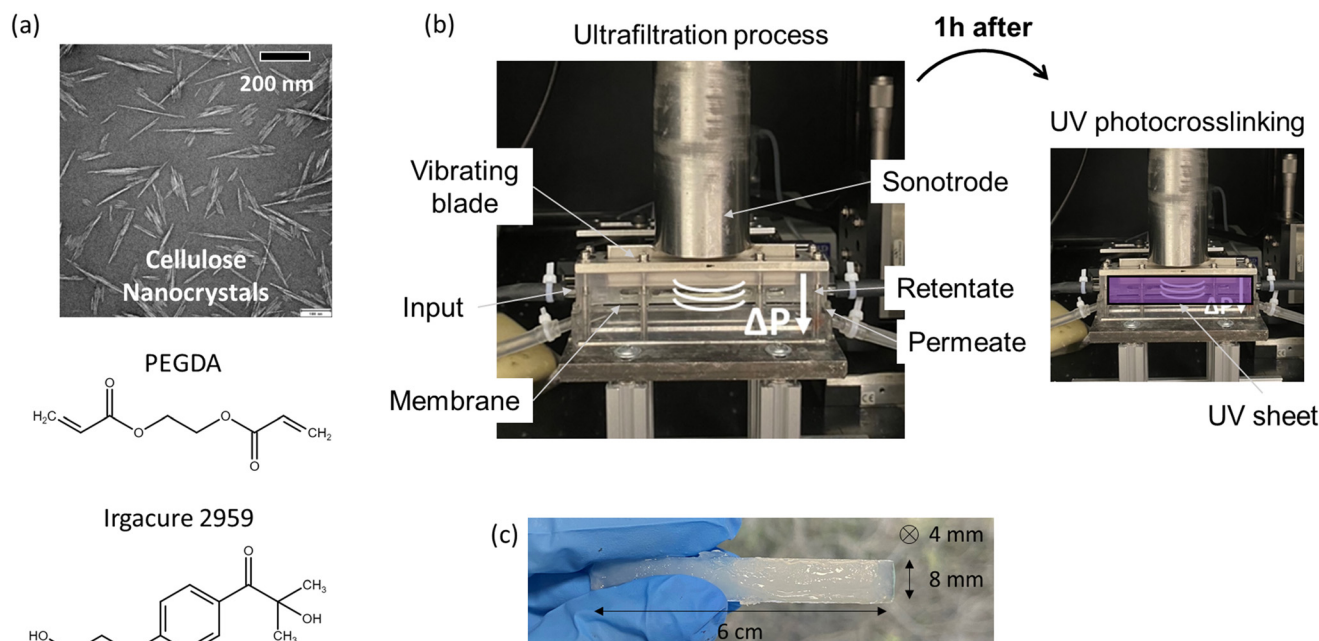 (a)
200 nm
Cellulose
Nanocrystals
PEGDA
O
H₂C
O
O
CH₂
O
Irgacure 2959
O
CH₃
OH
CH₃
HO
(b)
Ultrafiltration process
1h after
Vibrating
blade
Sonotrode
Input
Retentate
ΔP
Permeate
Membrane
UV photocrosslinking
ΔP
UV sheet
(c)
4 mm
8 mm
6 cm